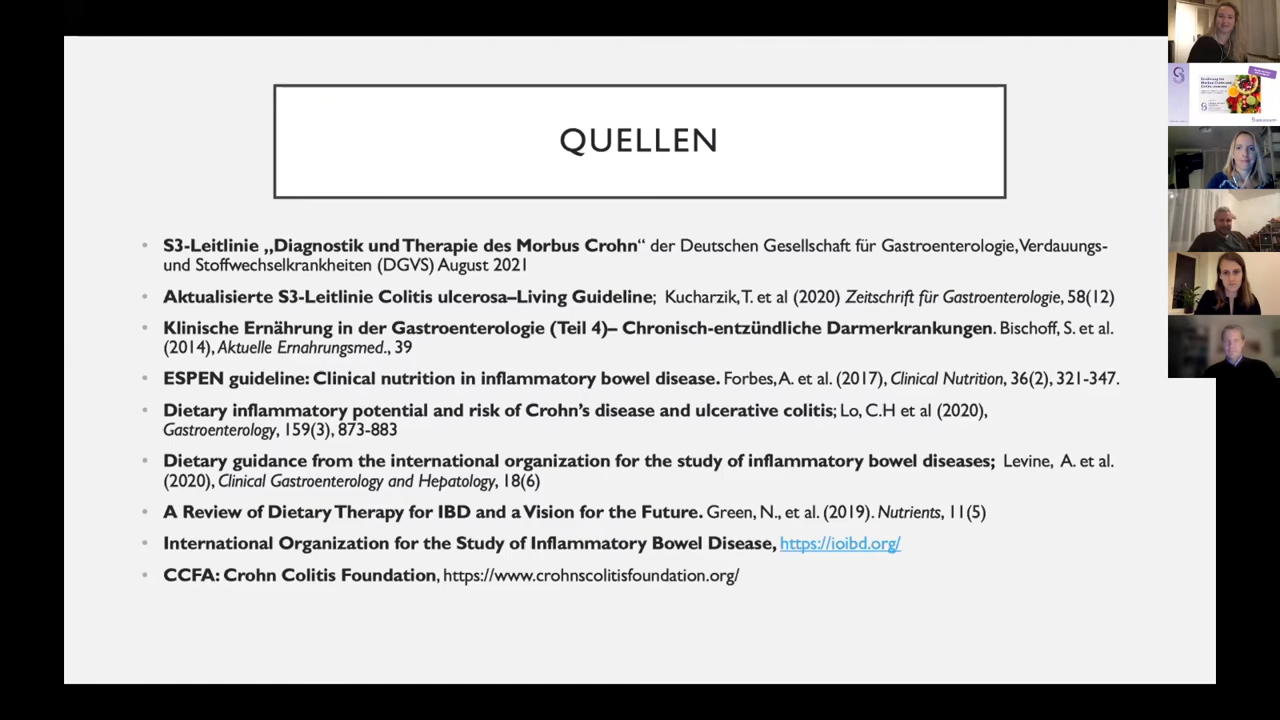 QUELLEN
• S3-Leitlinie „Diagnostik und Therapie des Morbus Crohn“ der Deutschen Gesellschaft für Gastroenterologie, Verdauungs-
und Stoffwechselkrankheiten (DGVS) August 2021
• Aktualisierte S3-Leitlinie Colitis ulcerosa–Living Guideline; Kucharzik, T. et al (2020) Zeitschrift für Gastroenterologie, 58(12)
• Klinische Ernährung in der Gastroenterologie (Teil 4)– Chronisch-entzündliche Darmerkrankungen. Bischoff, S. et al.
(2014), Aktuelle Ernahrungsmed., 39
• ESPEN guideline: Clinical nutrition in inflammatory bowel disease. Forbes, A. et al. (2017), Clinical Nutrition, 36(2), 321-347.
• Dietary inflammatory potential and risk of Crohn’s disease and ulcerative colitis; Lo, C.H et al (2020),
Gastroenterology, 159(3), 873-883
• Dietary guidance from the international organization for the study of inflammatory bowel diseases; Levine, A. et al.
(2020), Clinical Gastroenterology and Hepatology, 18(6)
• A Review of Dietary Therapy for IBD and a Vision for the Future. Green, N., et al. (2019). Nutrients, 11(5)
• International Organization for the Study of Inflammatory Bowel Disease, https://ioibd.org/
• CCFA: Crohn Colitis Foundation, https://www.crohnscolitisfoundation.org/